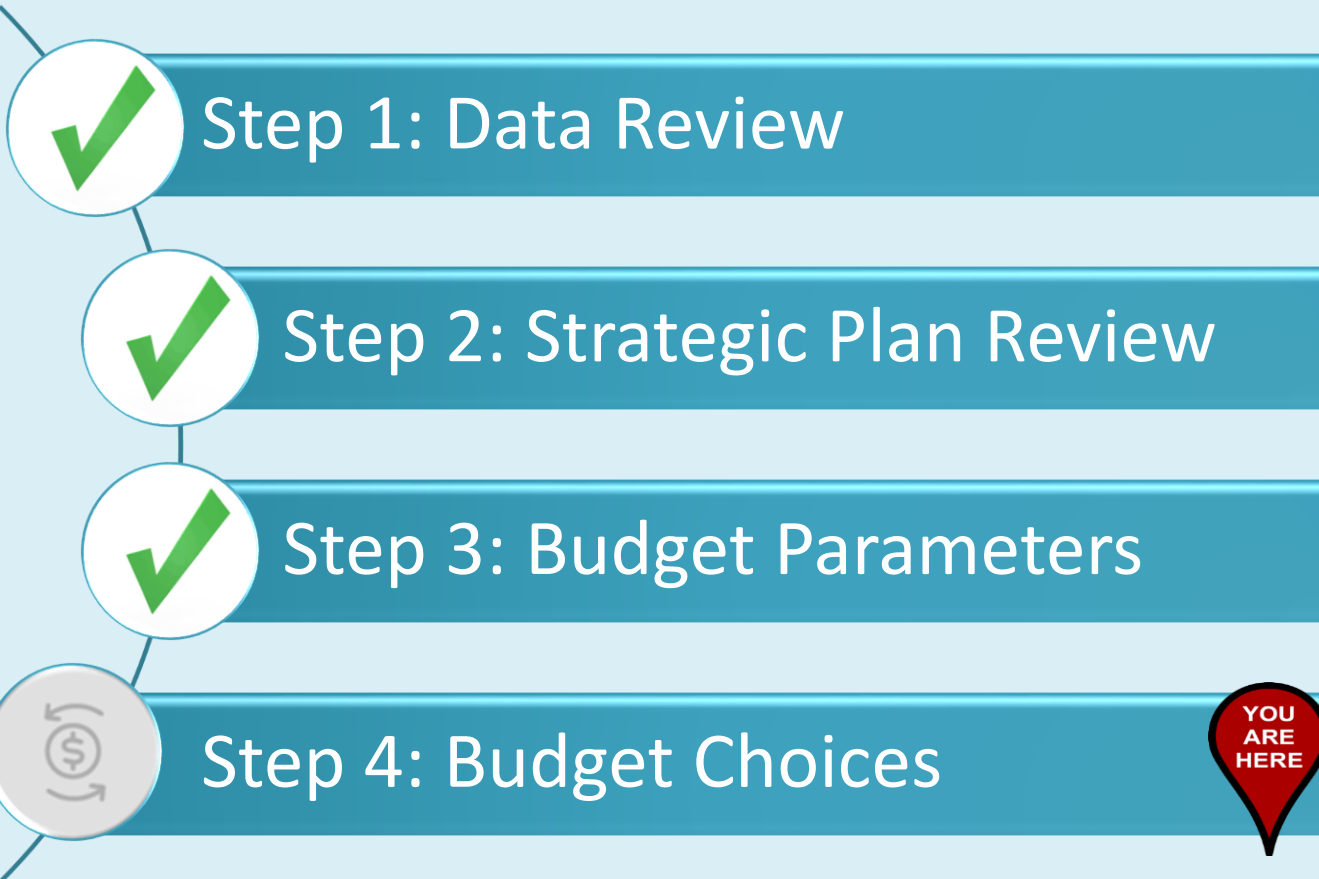 Step 1: Data Review
Step 2: Strategic Plan Review
Step 3: Budget Parameters
Step 4: Budget Choices
YOU
ARE
HERE
$